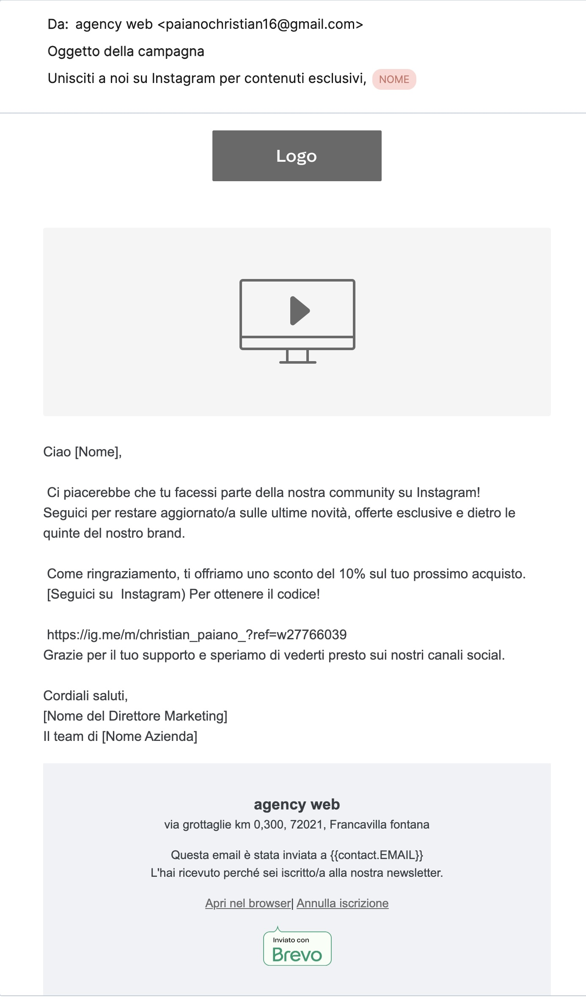 Da: agency web <paianochristian16@gmail.com>
Oggetto della campagna
Unisciti a noi su Instagram per contenuti esclusivi, NOME
Logo
Ciao [Nome],
Ci piacerebbe che tu facessi parte della nostra community su Instagram!
Seguici per restare aggiornato/a sulle ultime novità, offerte esclusive e dietro le
quinte del nostro brand.
Come ringraziamento, ti offriamo uno sconto del 10% sul tuo prossimo acquisto.
[Seguici su  Instagram) Per ottenere il codice!
https://ig.me/m/christian_paiano_?ref=w27766039
Grazie per il tuo supporto e speriamo di vederti presto sui nostri canali social.
Cordiali saluti,
[Nome del Direttore Marketing]
Il team di [Nome Azienda]
agency web
via grottaglie km 0,300, 72021, Francavilla fontana
Questa email è stata inviata a {{contact.EMAIL}}
L'hai ricevuto perché sei iscritto/a alla nostra newsletter.
Apri nel browser| Annulla iscrizione
Inviato con
Brevo